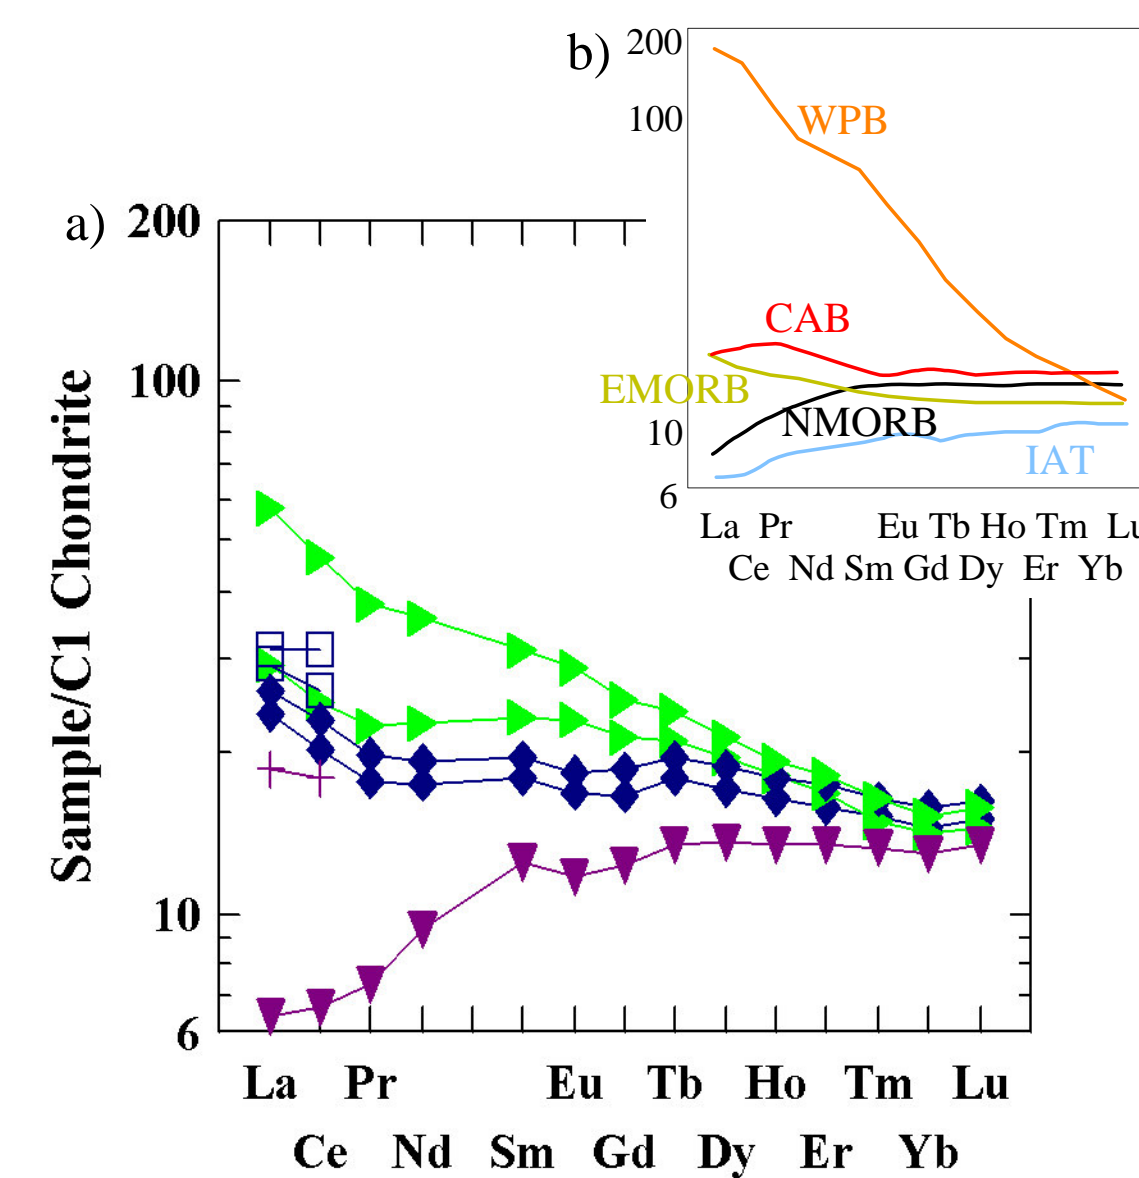 b)
200
100
10
6
WPB
CAB
EMORB
NMORB
IAT
La Pr Eu Tb Ho Tm Lu
Ce Nd Sm Gd Dy Er Yb
a)
200
100
10
6
Sample/C1 Chondrite
La Pr Eu Tb Ho Tm Lu
Ce Nd Sm Gd Dy Er Yb